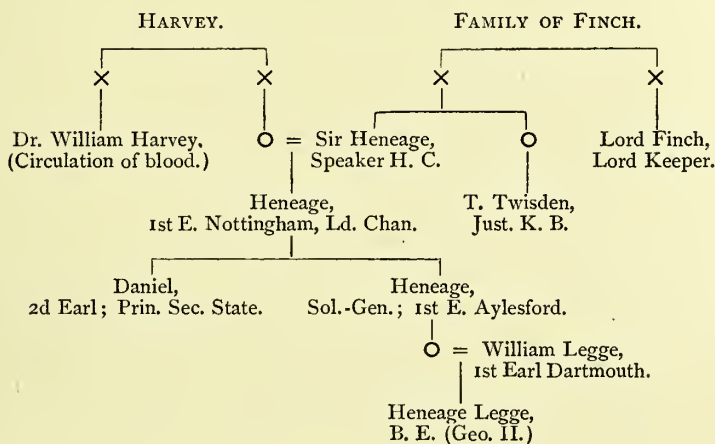 HARVEY. FAMILY OF FINCH.
Dr. William Harvey, = Sir Heneage, Lord Finch,
(Circulation of blood.) Speaker H. C. Lord Keeper.
Heneage, T. Twisden,
1st E. Nottingham, Ld. Chan. Just. K. B.
Daniel, Heneage,
2d Earl; Prin. Sec. State. Sol.-Gen.; 1st E. Aylesford.
= William Legge,
1st Earl Dartmouth.
Heneage Legge,
B. E. (Geo. II.)